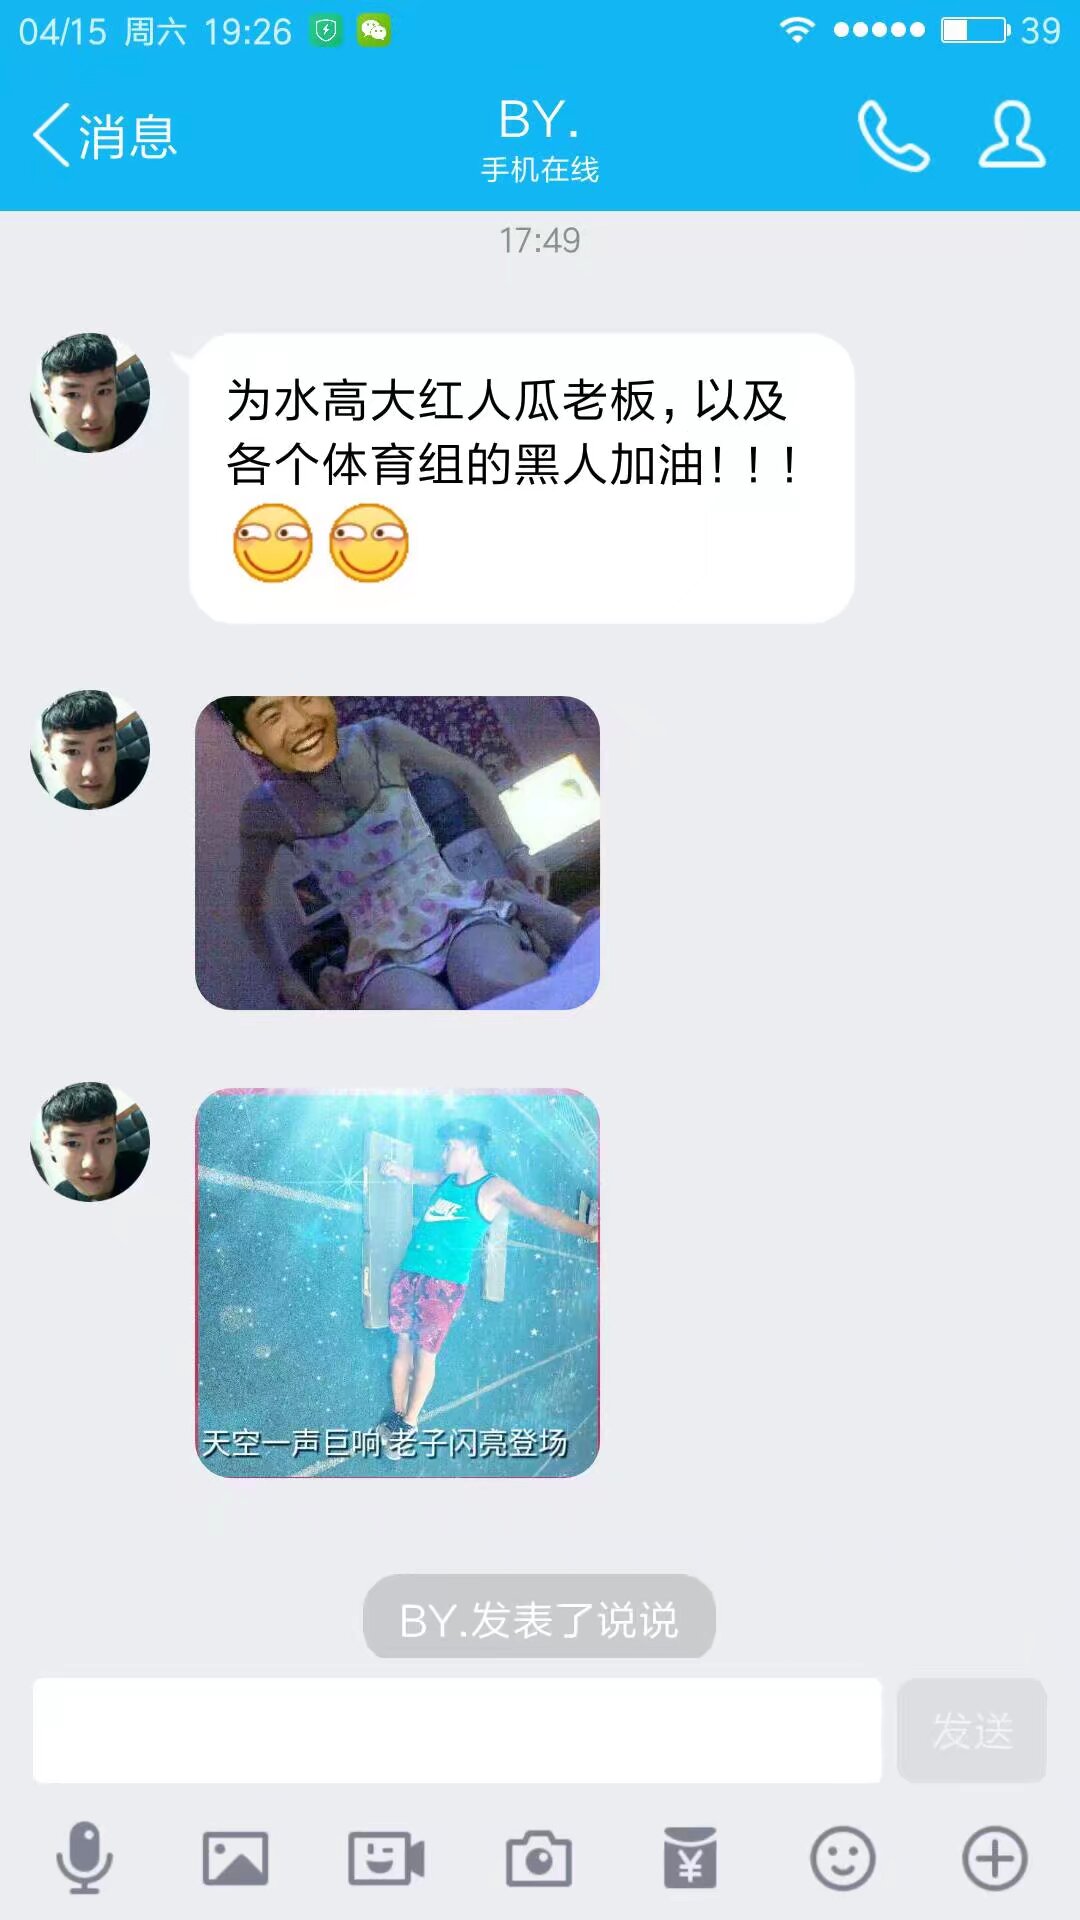 04/15 周六 19:26
39
消息
BY.
手机在线
17:49
为水高大红人瓜老板，以及
各个体育组的黑人加油！！！
NIKE
天空一声巨响 老子闪亮登场
BY.发表了说说
发送
¥